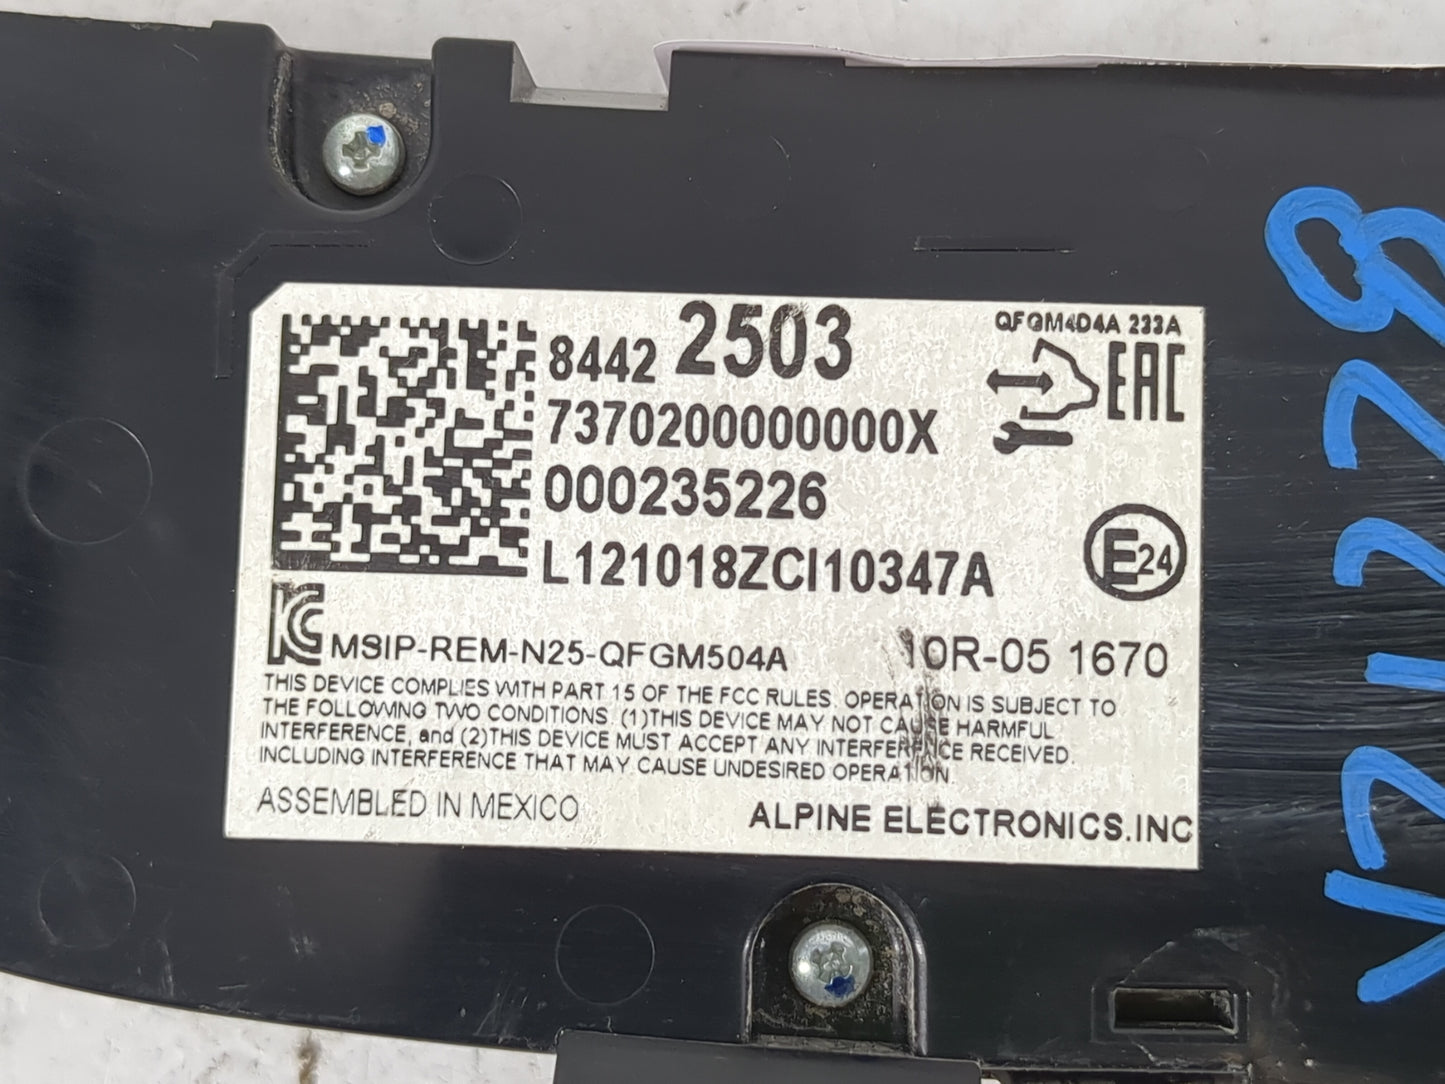 8442 2503
QFGM4D4A 233A
EAC
7370200000000X
000235226
L121018ZCI10347A
E24
KC MSIP-REM-N25-QFGM504A
10R-05 1670
THIS DEVICE COMPLIES WITH PART 15 OF THE FCC RULES. OPERATION IS SUBJECT TO
THE FOLLOWING TWO CONDITIONS. (1)THIS DEVICE MAY NOT CAUSE HARMFUL
INTERFERENCE, and (2)THIS DEVICE MUST ACCEPT ANY INTERFERENCE RECEIVED.
INCLUDING INTERFERENCE THAT MAY CAUSE UNDESIRED OPERATION.
ASSEMBLED IN MEXICO
ALPINE ELECTRONICS.INC